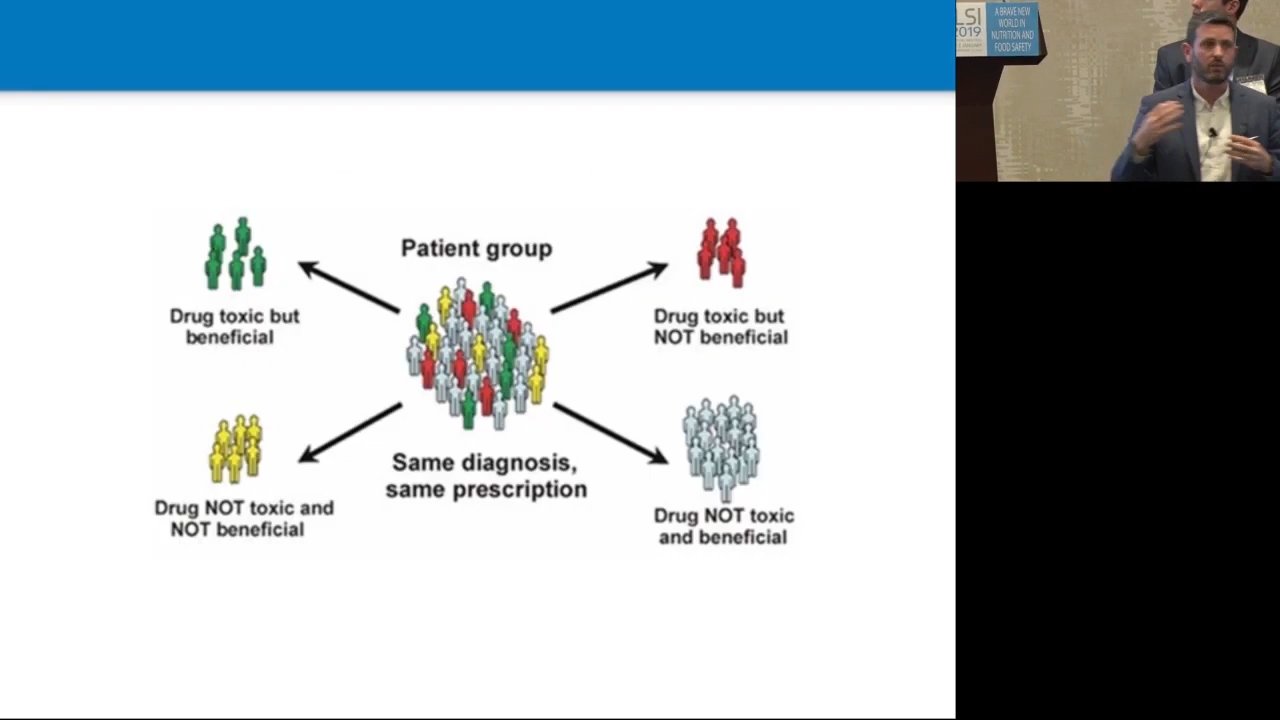 Patient group
Drug toxic but
beneficial
Drug toxic but
NOT beneficial
Same diagnosis,
same prescription
Drug NOT toxic and
NOT beneficial
Drug NOT toxic
and beneficial
LSI
2019
A BRAVE NEW
WORLD IN
NUTRITION AND
FOOD SAFETY